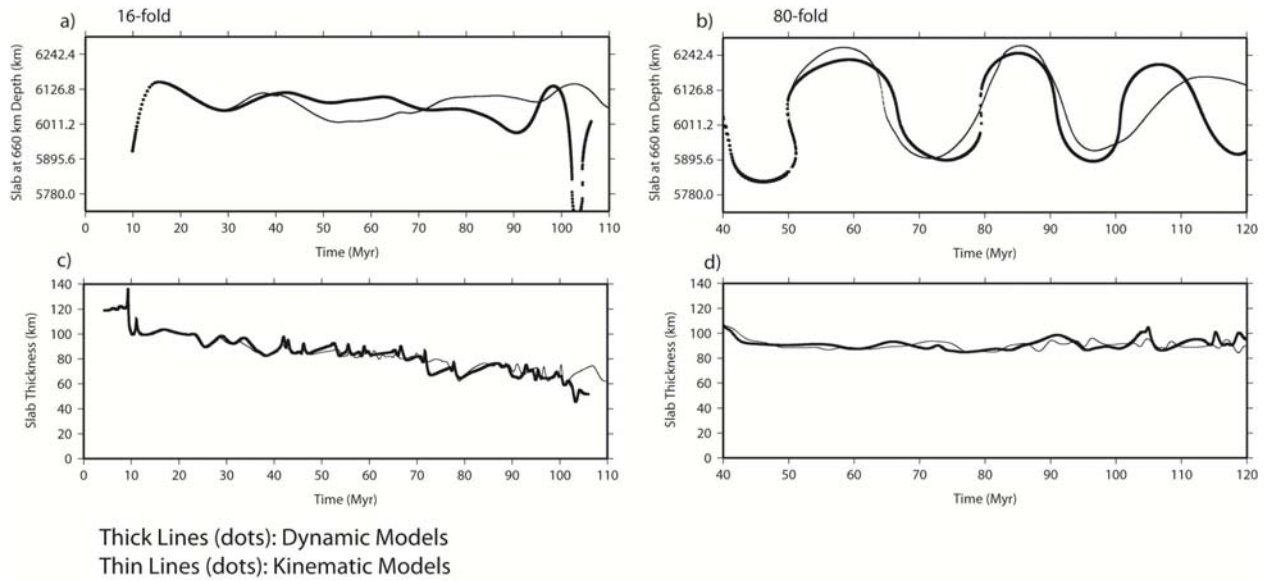 16-fold
80-fold
a)
b)
6242.4
6126.8
6011.2
5895.6
5780.0
Slab at 660 km Depth (km)
0 10 20 30 40 50 60 70 80 90 100 110
Time (Myr)
6242.4
6126.8
6011.2
5895.6
5780.0
Slab at 660 km Depth (km)
40 50 60 70 80 90 100 110 120
Time (Myr)
c)
d)
140
120
100
80
60
40
20
0
Slab Thickness (km)
0 10 20 30 40 50 60 70 80 90 100 110
Time (Myr)
140
120
100
80
60
40
20
0
Slab Thickness (km)
40 50 60 70 80 90 100 110 120
Time (Myr)
Thick Lines (dots): Dynamic Models
Thin Lines (dots): Kinematic Models